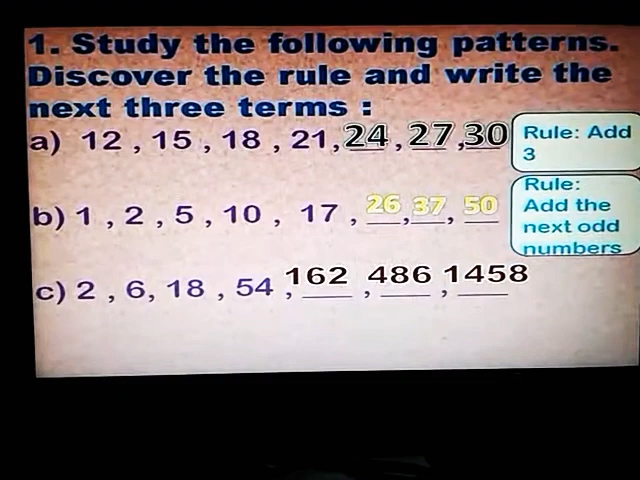 1. Study the following patterns.
Discover the rule and write the
next three terms :
a) 12 , 15 , 18 , 21, 24 , 27 ,30
Rule: Add
3
b) 1 , 2 , 5 , 10 , 17 , 26, 37, 50
Rule:
Add the
next odd
numbers
c) 2 , 6, 18 , 54 , 162 , 486 , 1458